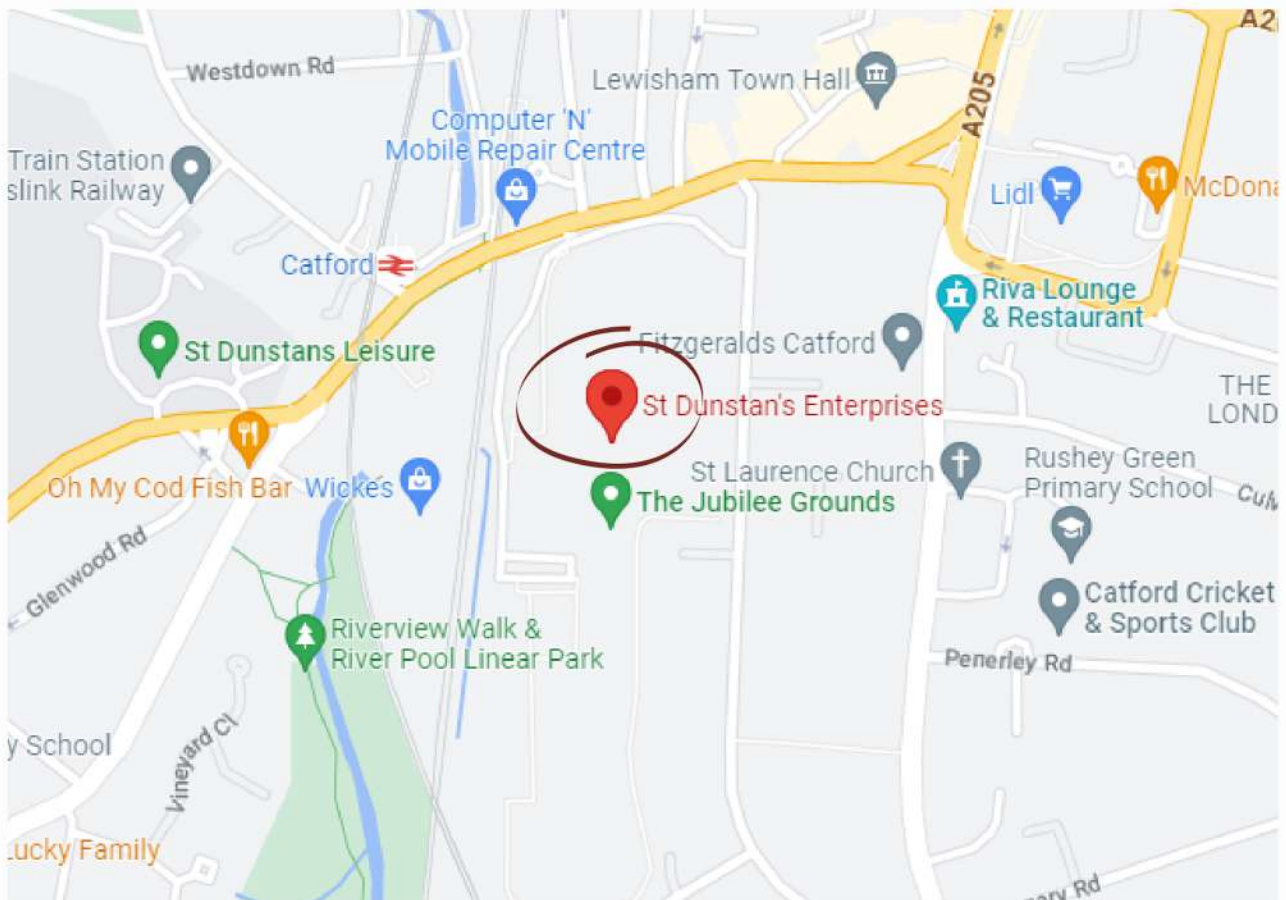 A2
Westdown Rd
Lewisham Town Hall
A205
Computer 'N'
Mobile Repair Centre
Train Station
slink Railway
Lidl
McDona
Catford
Riva Lounge
& Restaurant
Fitzgeralds Catford
St Dunstans Leisure
THE
LOND
St Dunstan's Enterprises
St Laurence Church
Rushey Green
Primary School
Oh My Cod Fish Bar
Wickes
The Jubilee Grounds
Culv
Glenwood Rd
Catford Cricket
& Sports Club
Riverview Walk &
River Pool Linear Park
Penerley Rd
y School
Vineyard Cl
Lucky Family
ary Rd